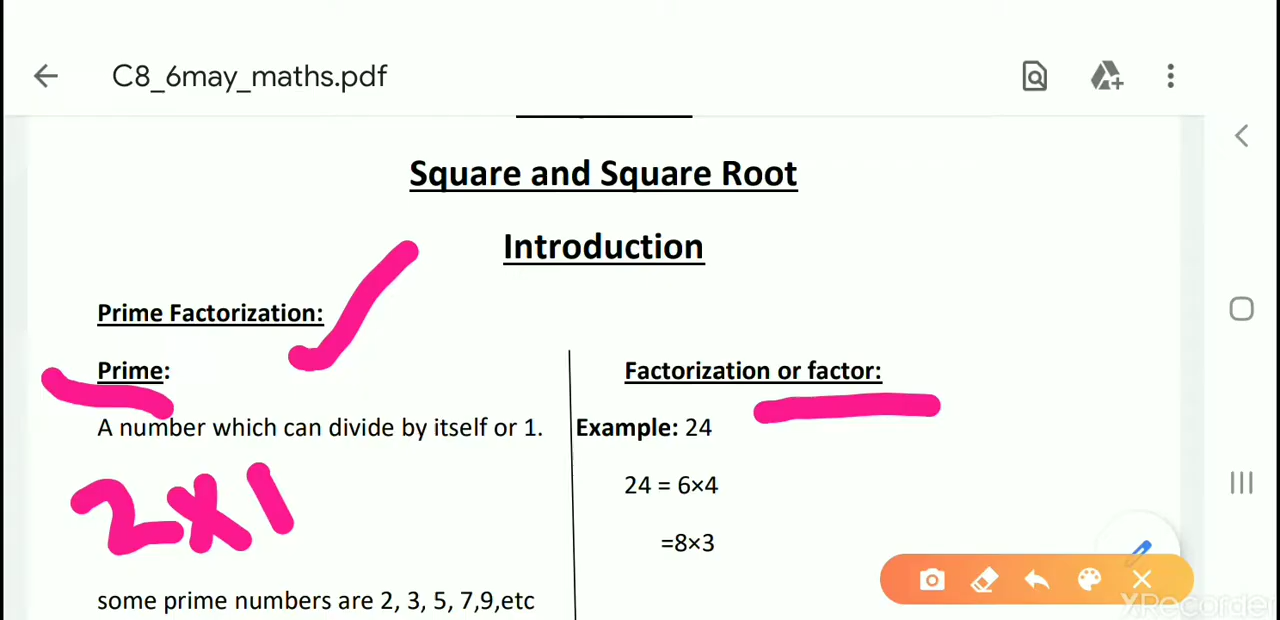 C8_6may_maths.pdf
Square and Square Root
Introduction
Prime Factorization:
Prime:
A number which can divide by itself or 1.
2×1
some prime numbers are 2, 3, 5, 7,9,etc
Factorization or factor:
Example: 24
24 = 6×4
=8×3
XRecorder